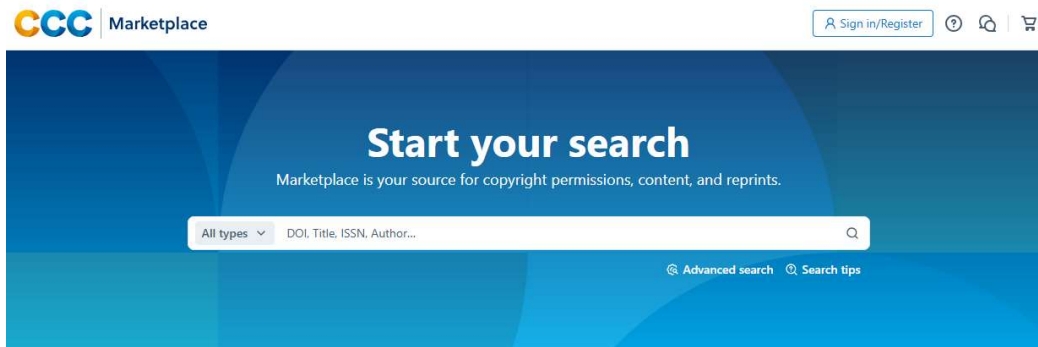 CCC Marketplace
Sign in/Register
Start your search
Marketplace is your source for copyright permissions, content, and reprints.
All types DOI, Title, ISSN, Author...
Advanced search Search tips